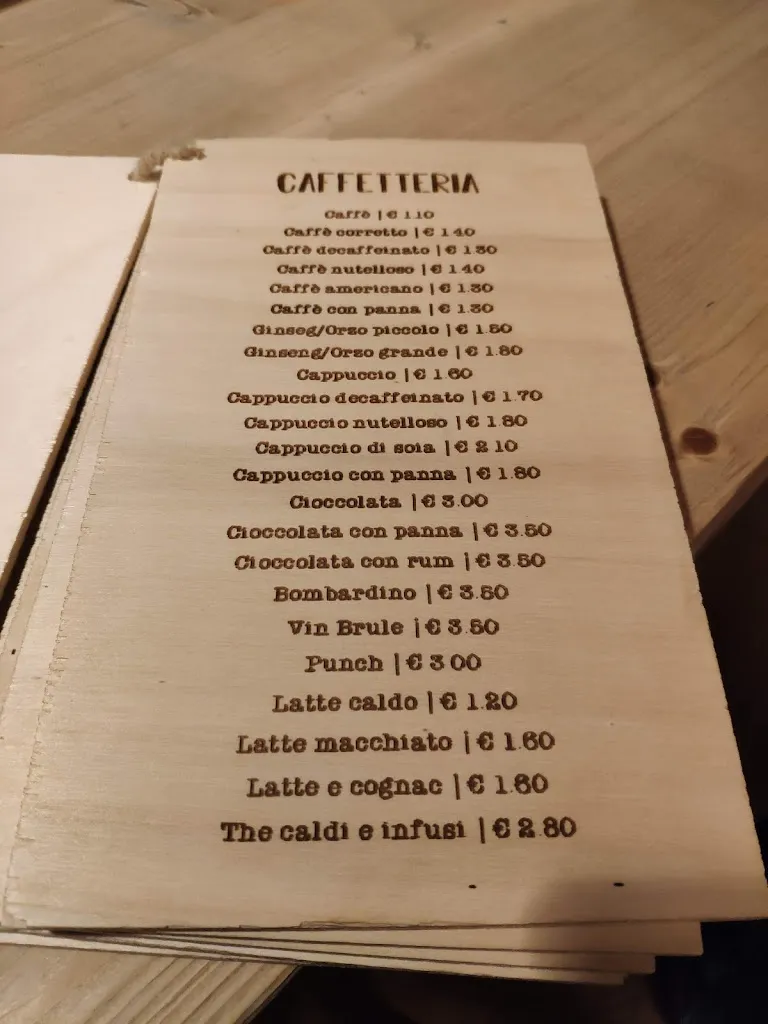 CAFFETTERIA
Caffè | € 1.10
Caffè corretto | € 1.40
Caffè decaffeinato | € 1.30
Caffè nutelloso | € 1.40
Caffè americano | € 1.30
Caffè con panna | € 1.30
Ginseg/Orzo piccolo | € 1.50
Ginseng/Orzo grande | € 1.80
Cappuccio | € 1.60
Cappuccio decaffeinato | € 1.70
Cappuccio nutelloso | € 1.80
Cappuccio di soia | € 2.10
Cappuccio con panna | € 1.80
Cioccolata | € 3.00
Cioccolata con panna | € 3.50
Cioccolata con rum | € 3.50
Bombardino | € 3.50
Vin Brule | € 3.50
Punch | € 3.00
Latte caldo | € 1.20
Latte macchiato | € 1.60
Latte e cognac | € 1.60
The caldi e infusi | € 2.80